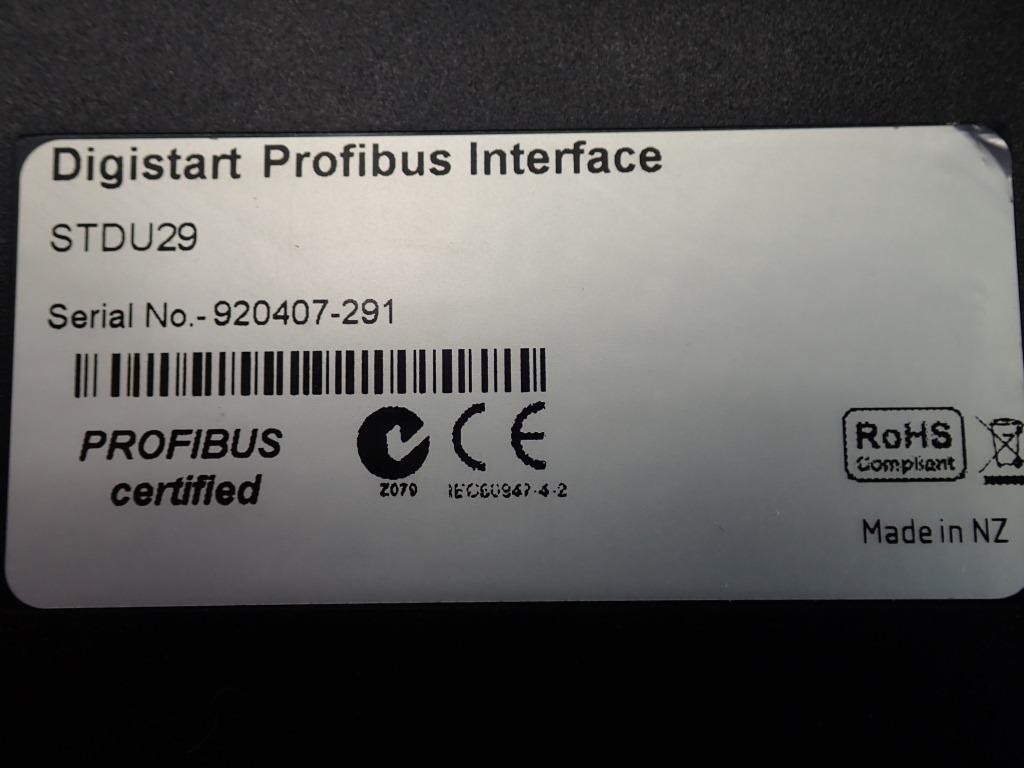 Digistart Profibus Interface
STDU29
Serial No.- 920407-291
PROFIBUS
certified
CE
Z079 IEC60947-4-2
RoHS
Compliant
Made in NZ